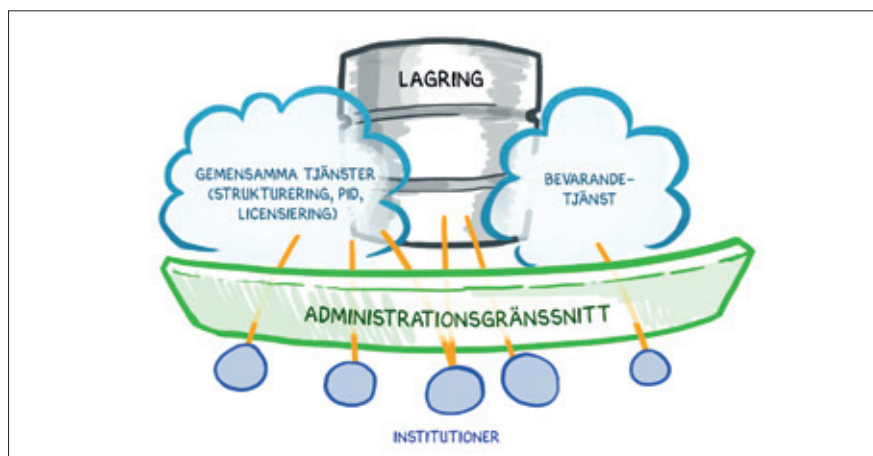 LAGRING
GEMENSAMMA TJÄNSTER
(STRUKTURERING, PID,
LICENSIERING)
BEVARANDE-
TJÄNST
ADMINISTRATIONSGRÄNSSNITT
INSTITUTIONER